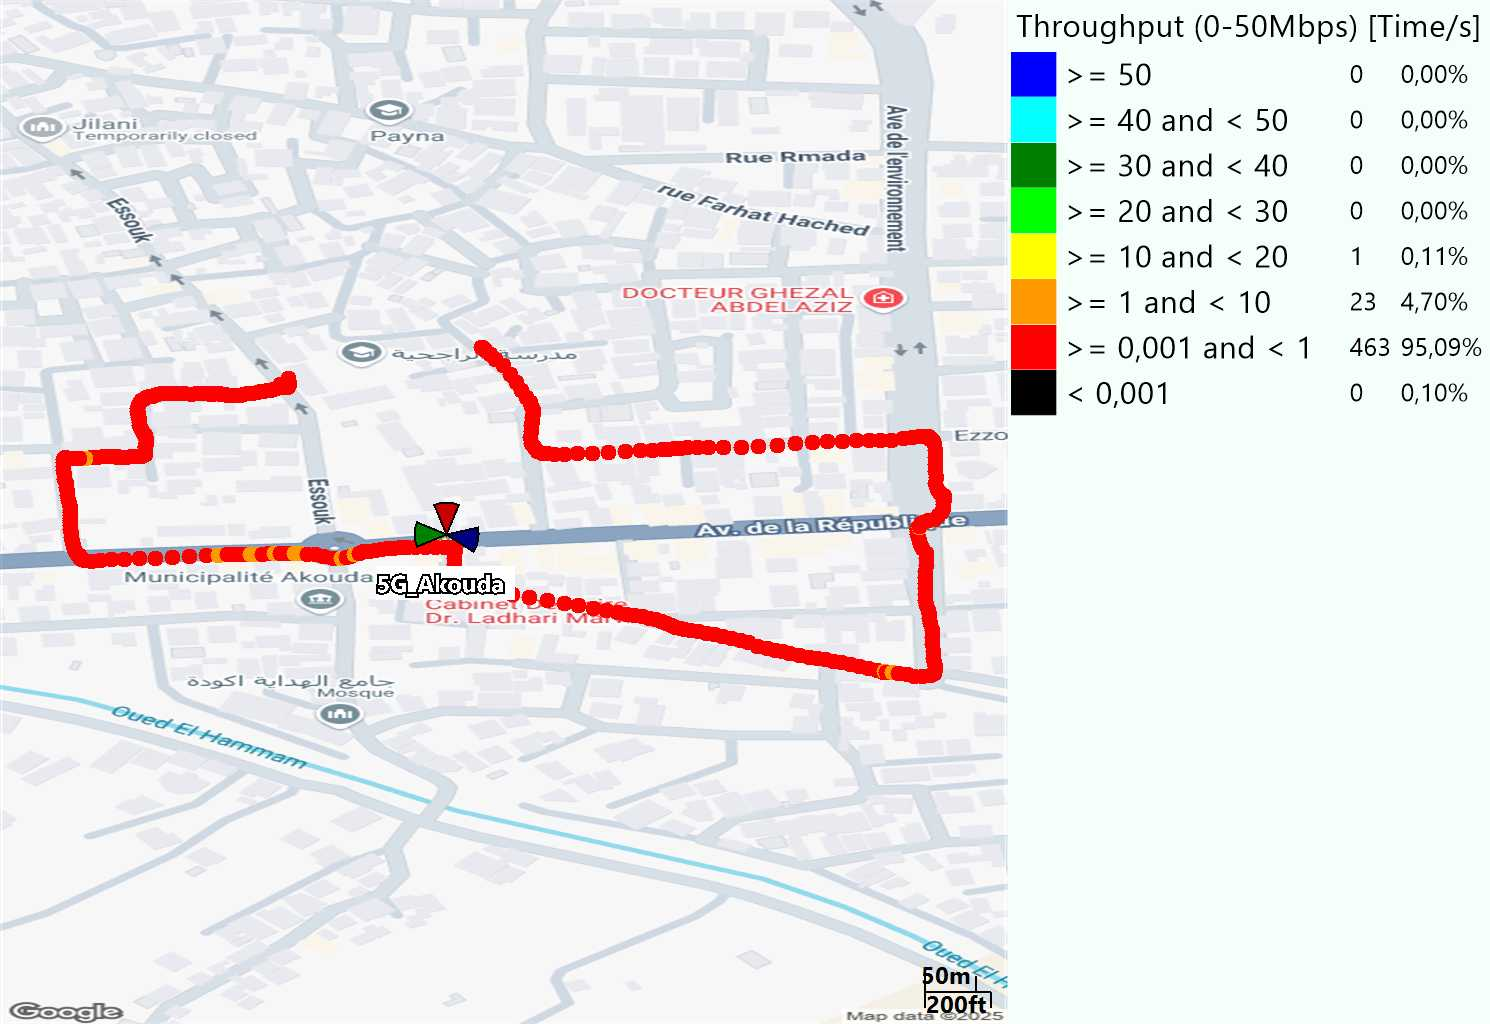 Throughput (0-50Mbps) [Time/s]
>= 50 0 0,00%
>= 40 and < 50 0 0,00%
>= 30 and < 40 0 0,00%
>= 20 and < 30 0 0,00%
>= 10 and < 20 1 0,11%
>= 1 and < 10 23 4,70%
>= 0,001 and < 1 463 95,09%
< 0,001 0 0,10%
Jilani
Temporarily closed
Payna
Rue Rmada
Ave de l'environnement
rue Farhat Hached
Essouk
DOCTEUR GHEZAL
ABDELAZIZ
مدرسة الراجحية
Ezzo
Essouk
Av. de la République
Municipalité Akouda
5G_Akouda
Cabinet
Dr. Ladhari
جامع الهداية اكودة
Mosque
Oued El Hammam
Oued El H
50m
200ft
Google
Map data ©2025